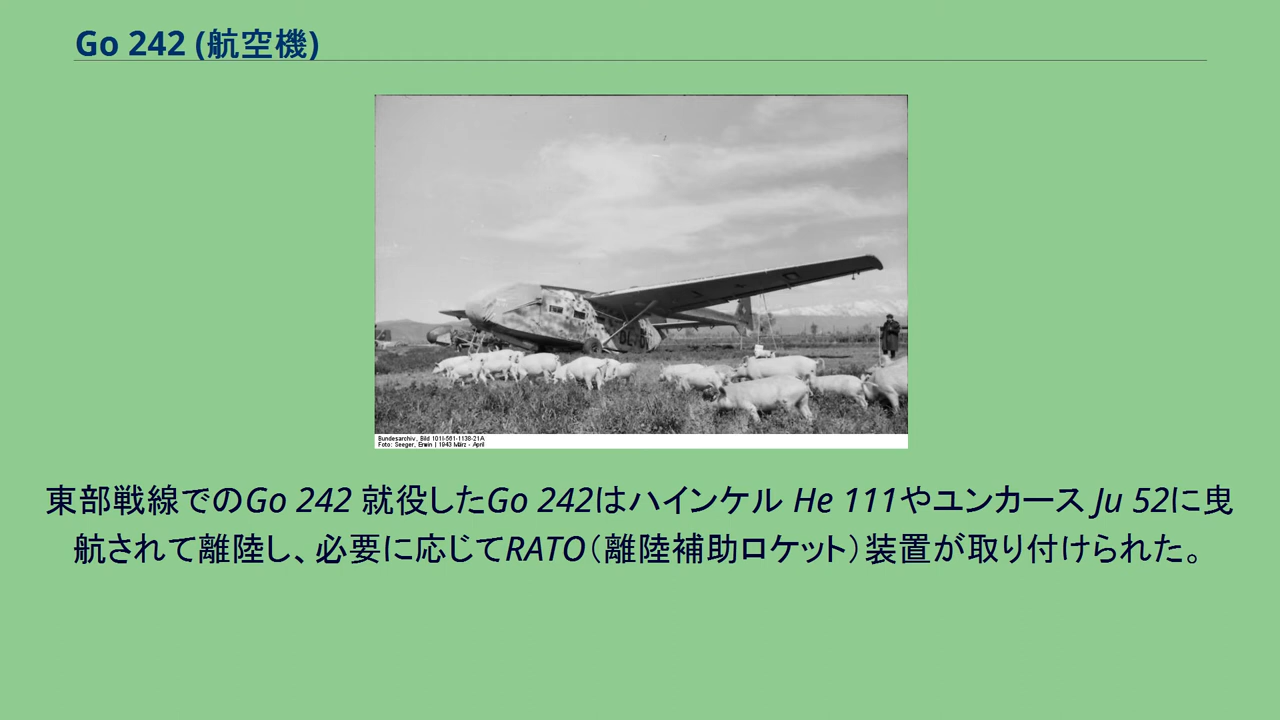 Go 242 (航空機)
Bundesarchiv, Bild 101I-561-1138-21A
Foto: Seeger, Erwin | 1943 März - April
東部戦線でのGo 242 就役したGo 242はハインケル He 111やユンカース Ju 52に曳
航されて離陸し、必要に応じてRATO（離陸補助ロケット）装置が取り付けられた。